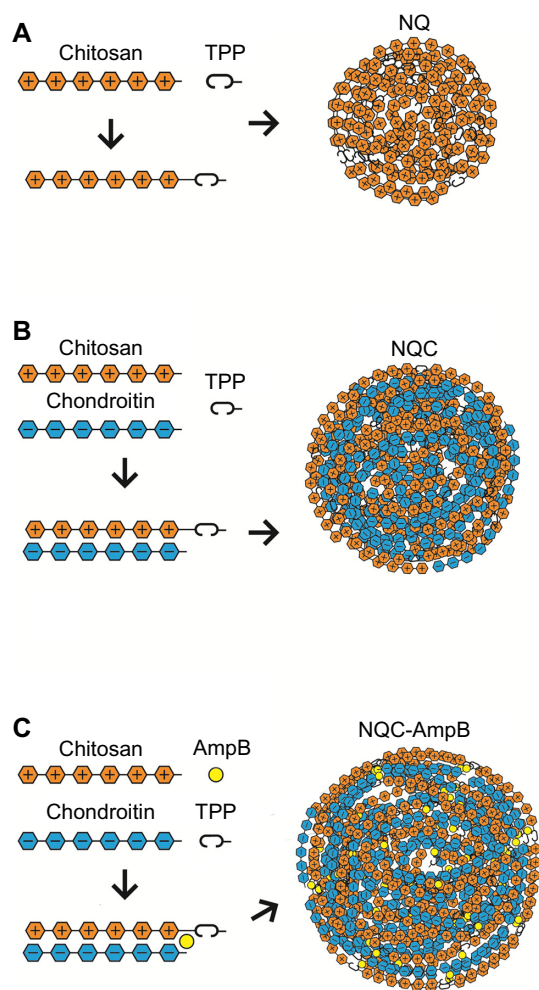 A
Chitosan TPP
NQ
B
Chitosan
TPP
Chondroitin
NQC
C
Chitosan AmpB
Chondroitin TPP
NQC-AmpB